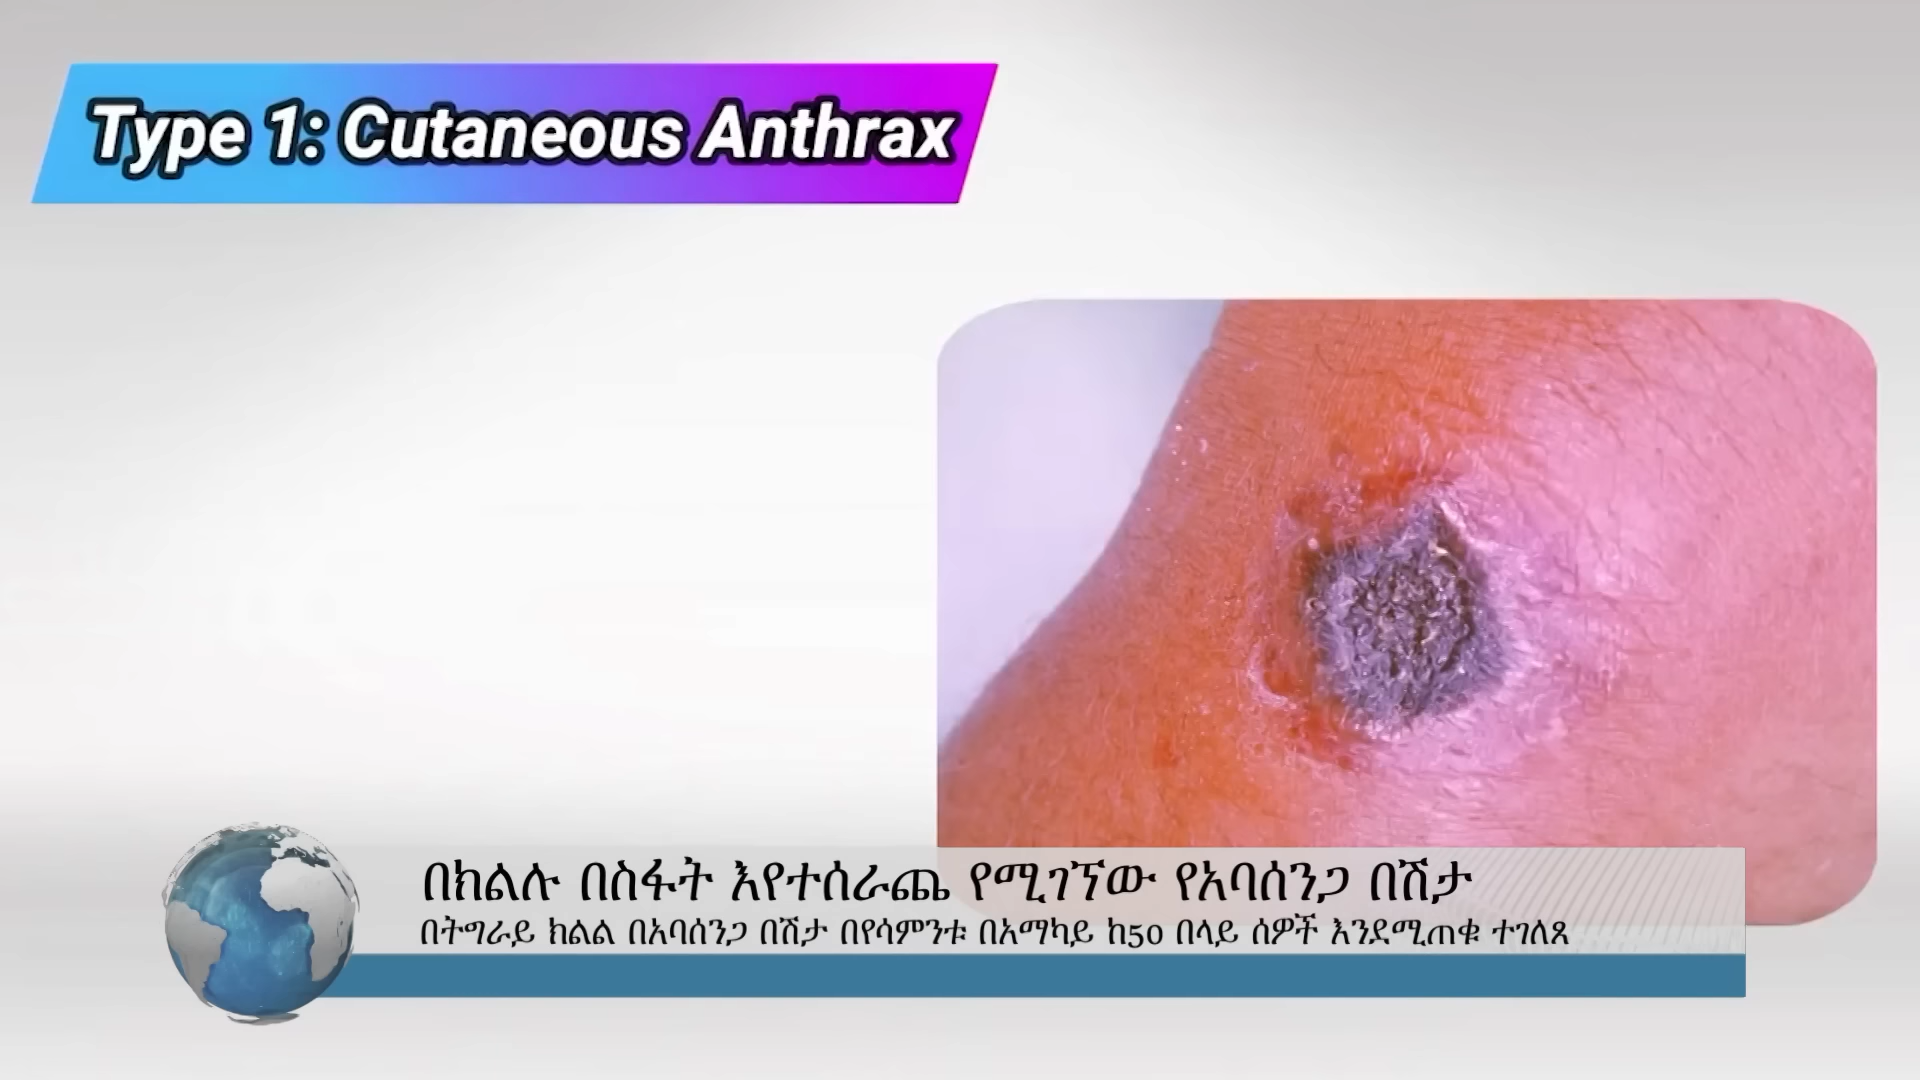 Type 1: Cutaneous Anthrax
በክልሉ በስፋት እየተሰራጨ የሚገኘው የአባሰንጋ በሽታ
በትግራይ ክልል በአባሰንጋ በሽታ በየሳምንቱ በአማካይ ከ50 በላይ ሰዎች እንደሚጠቁ ተገለጸ